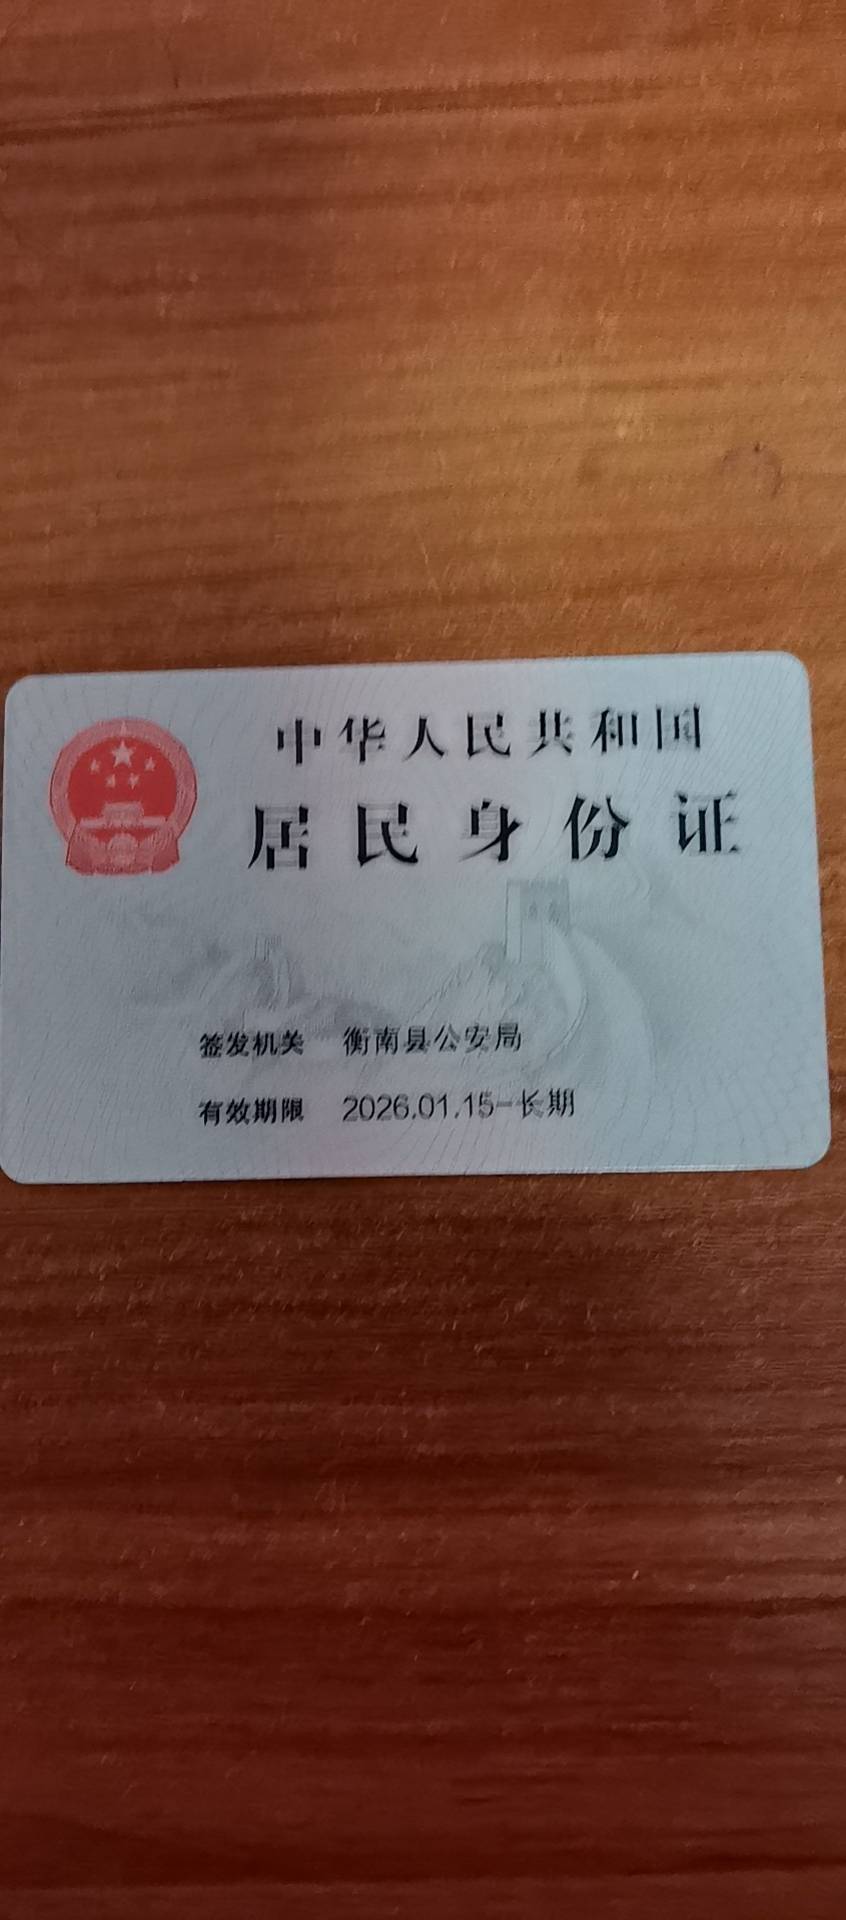 中华人民共和国
居民身份证
签发机关 衡南县公安局
有效期限 2026.01.15-长期